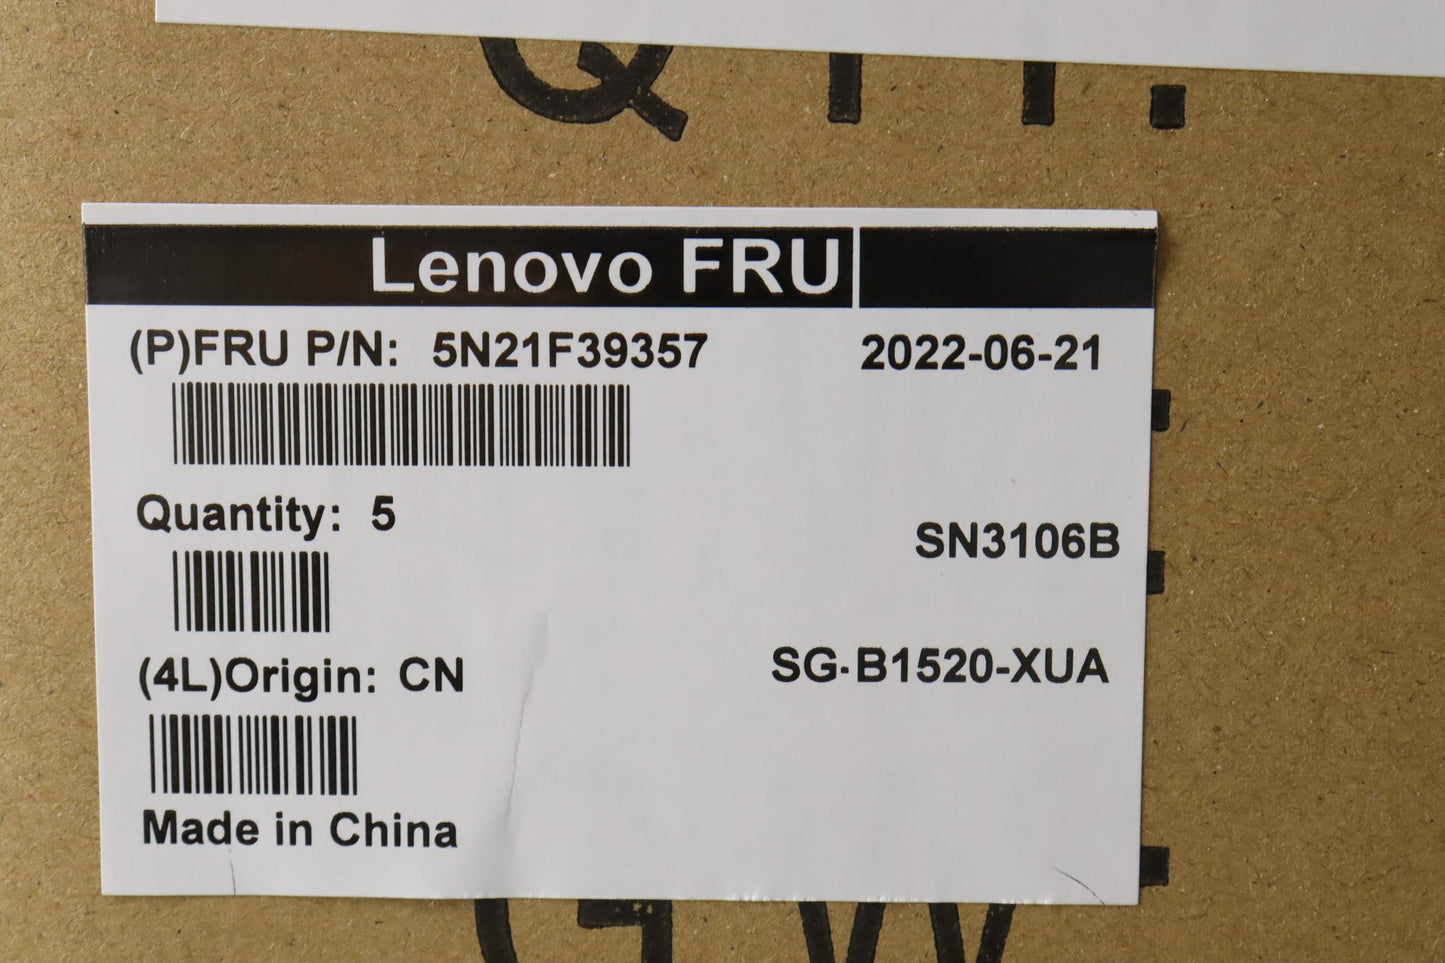 QTY.
Lenovo FRU
(P)FRU P/N: 5N21F39357 2022-06-21
Quantity: 5
SN3106B
(4L)Origin: CN SG-B1520-XUA
Made in China
G.W.